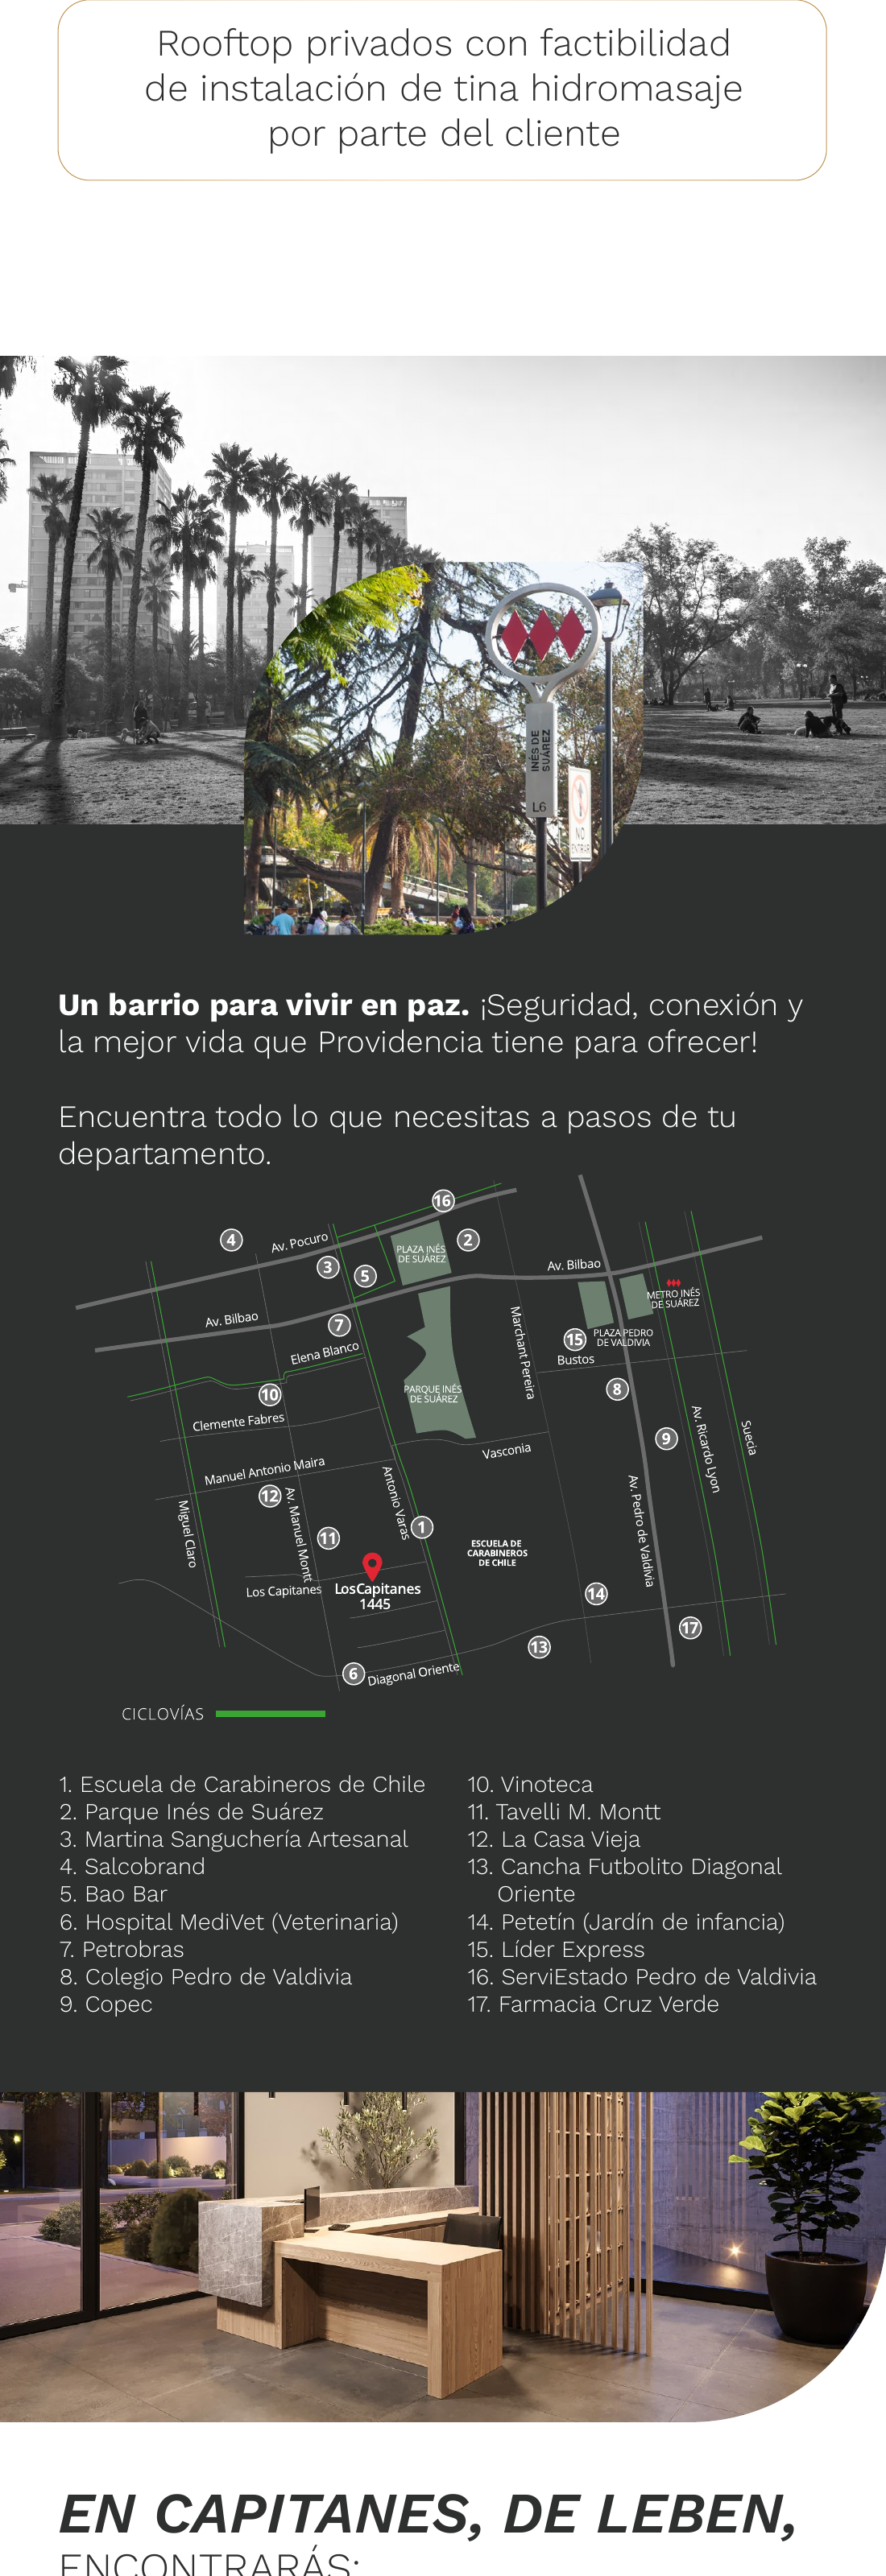 Rooftop privados con factibilidad
de instalación de tina hidromasaje
por parte del cliente
INÉS DE
SUÁREZ
L6
NO
ENTRAR
Un barrio para vivir en paz. ¡Seguridad, conexión y
la mejor vida que Providencia tiene para ofrecer!
Encuentra todo lo que necesitas a pasos de tu
departamento.
16
4
Av. Pocuro
2
PLAZA INÉS
DE SUÁREZ
3
5
Av. Bilbao
METRO INÉS
DE SUÁREZ
Av. Bilbao
7
Marchant Pereira
15
PLAZA PEDRO
DE VALDIVIA
Elena Blanco
Bustos
10
PARQUE INÉS
DE SUÁREZ
8
Clemente Fabres
Av. Ricardo Lyon
Suecia
9
Vasconia
Manuel Antonio Maira
Antonio Varas
12
Av. Manuel Montt
Miguel Claro
Av. Pedro de Valdivia
1
11
ESCUELA DE
CARABINEROS
DE CHILE
Los Capitanes
LosCapitanes
1445
14
17
13
6
Diagonal Oriente
CICLOVÍAS
1. Escuela de Carabineros de Chile
2. Parque Inés de Suárez
3. Martina Sanguchería Artesanal
4. Salcobrand
5. Bao Bar
6. Hospital MediVet (Veterinaria)
7. Petrobras
8. Colegio Pedro de Valdivia
9. Copec
10. Vinoteca
11. Tavelli M. Montt
12. La Casa Vieja
13. Cancha Futbolito Diagonal
Oriente
14. Petetín (Jardín de infancia)
15. Líder Express
16. ServiEstado Pedro de Valdivia
17. Farmacia Cruz Verde
EN CAPITANES, DE LEBEN,
ENCONTRARÁS: